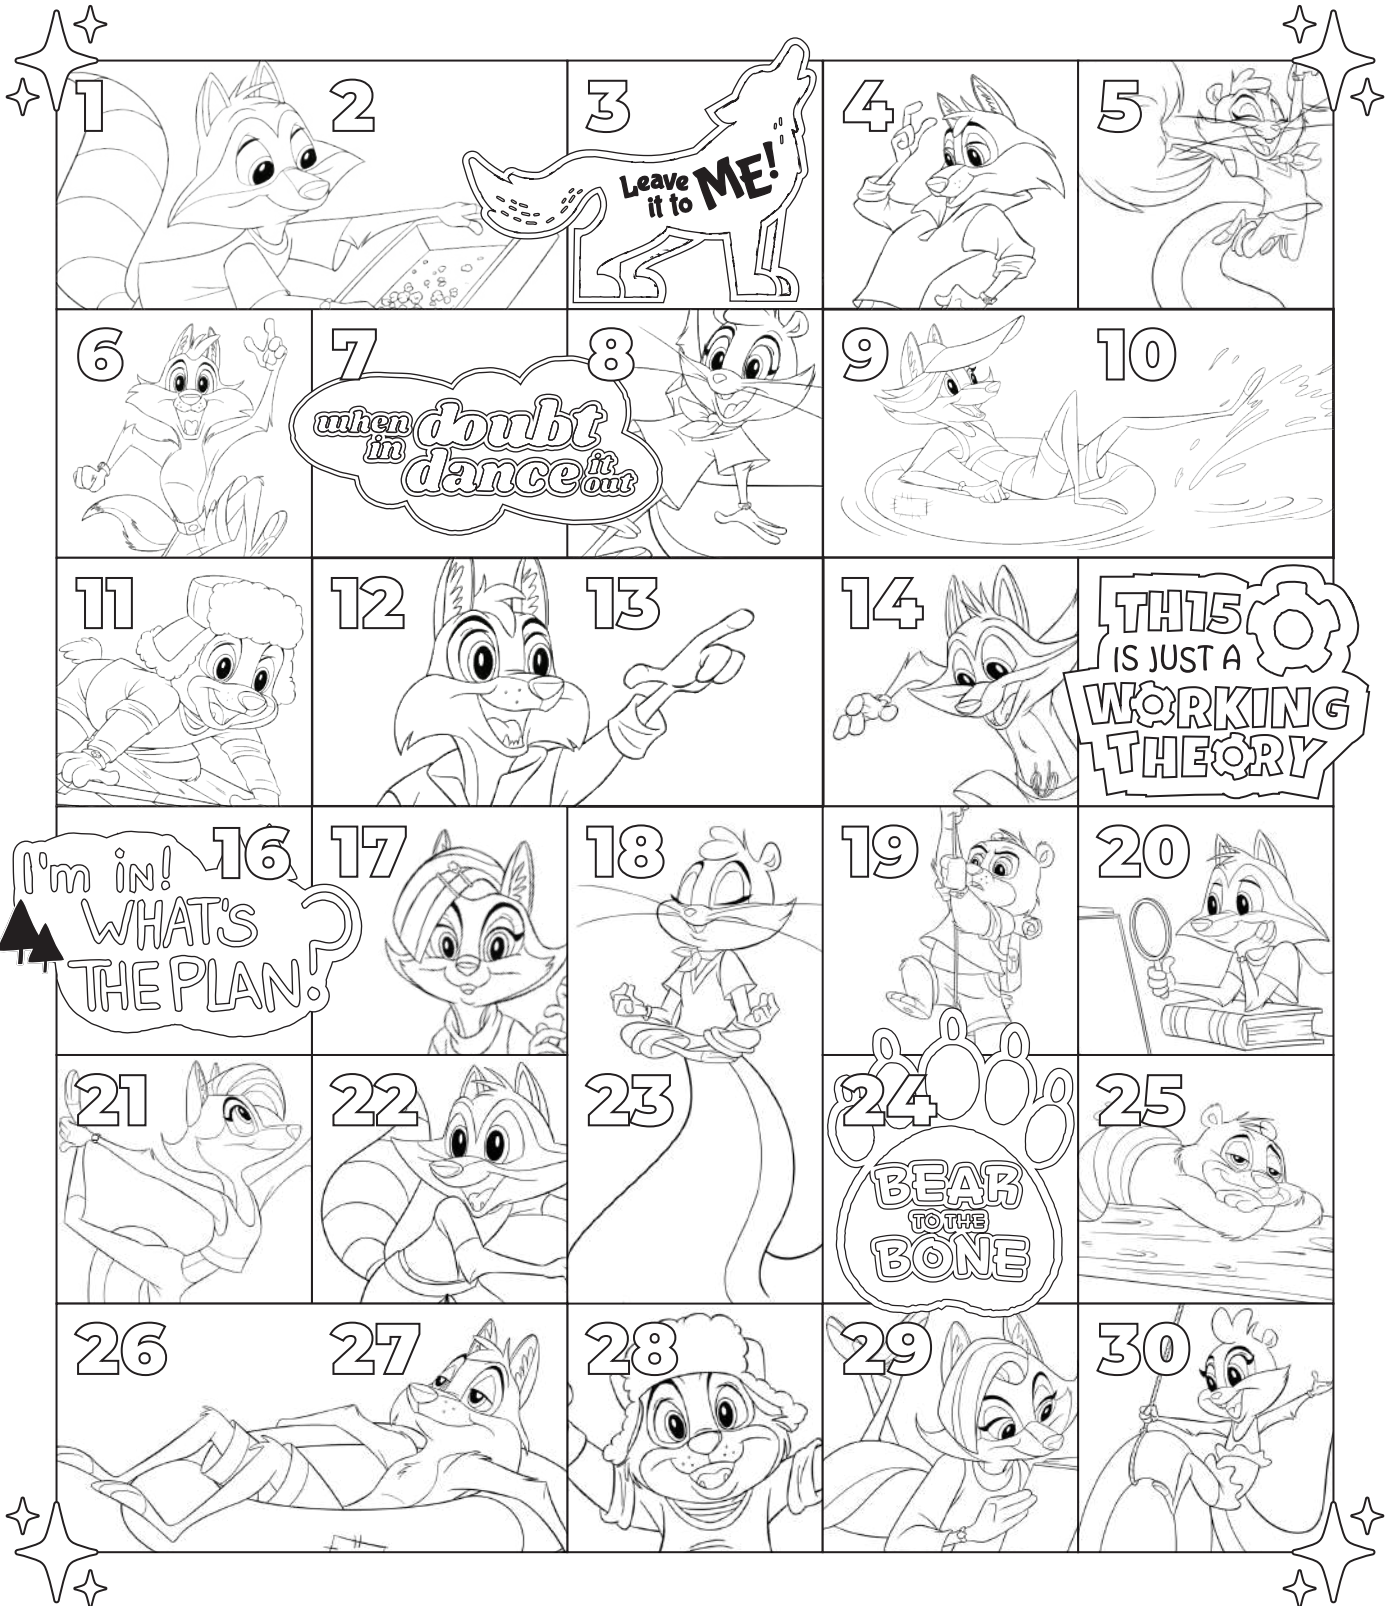 1
2
3
Leave
it to ME!
4
5
6
7
when
in doubt
dance it
out
8
9
10
11
12
13
14
TH15
IS JUST A
WORKING
THEORY
16
I'm in!
WHAT'S
THE PLAN?
17
18
19
20
21
22
23
24
BEAR
TO THE
BONE
25
26
27
28
29
30